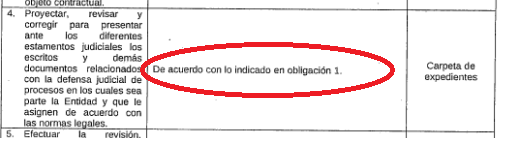 objeto contractual.
4. Proyectar, revisar y
corregir para presentar
ante los diferentes
estamentos judiciales los
escritos y demás
documentos relacionados
con la defensa judicial de
procesos en los cuales sea
parte la Entidad y que le
asignen de acuerdo con
las normas legales.
De acuerdo con lo indicado en obligación 1.
Carpeta de
expedientes
5. Efectuar la revisión.